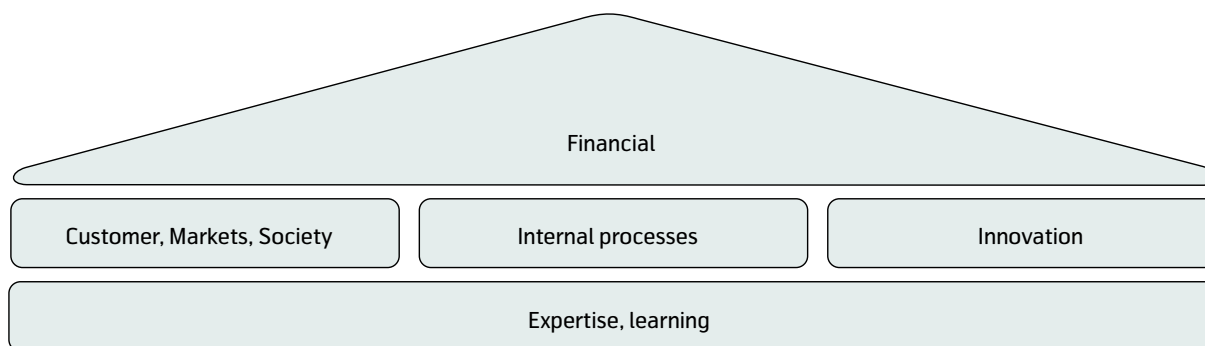 Financial
Customer, Markets, Society
Internal processes
Innovation
Expertise, learning